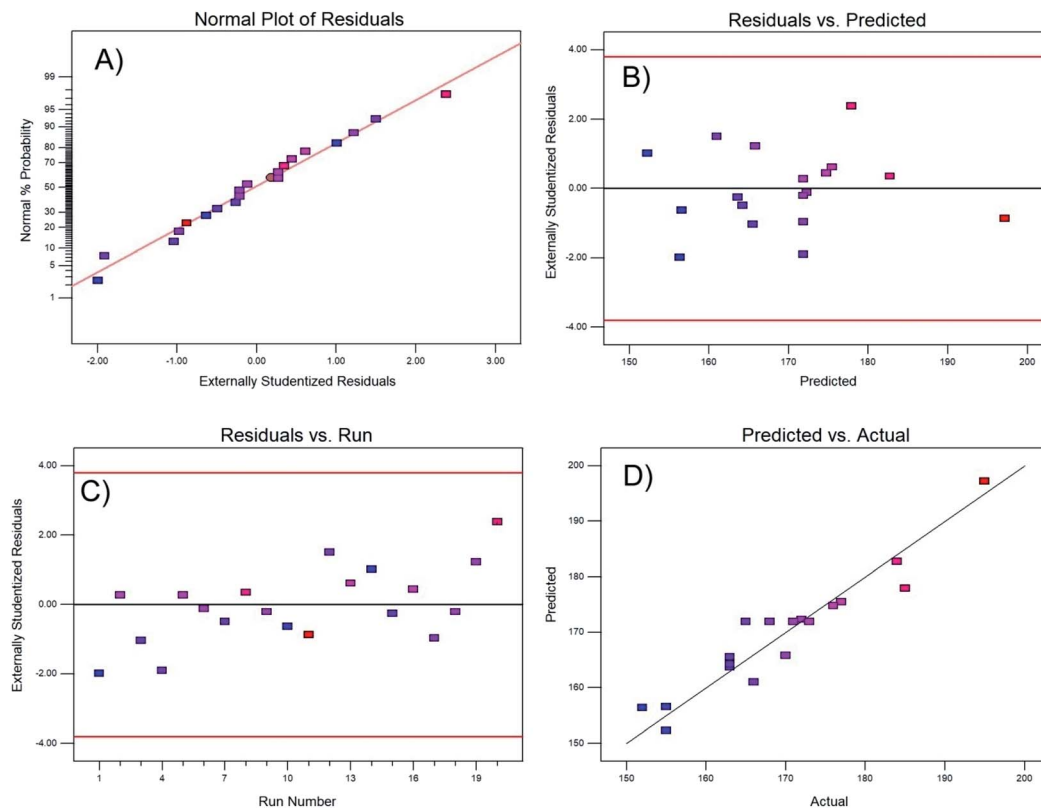 Normal Plot of Residuals
A)
Normal % Probability
99
95
90
80
70
50
30
20
10
5
1
-2.00 -1.00 0.00 1.00 2.00 3.00
Externally Studentized Residuals
Residuals vs. Predicted
B)
Externally Studentized Residuals
4.00
2.00
0.00
-2.00
-4.00
150 160 170 180 190 200
Predicted
Residuals vs. Run
C)
Externally Studentized Residuals
4.00
2.00
0.00
-2.00
-4.00
1 4 7 10 13 16 19
Run Number
Predicted vs. Actual
D)
Predicted
200
190
180
170
160
150
150 160 170 180 190 200
Actual